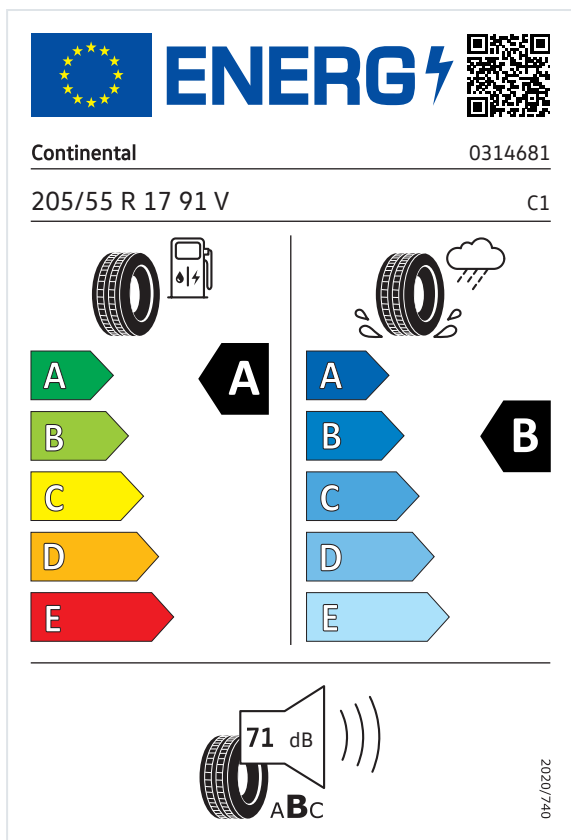 ENERG
Continental 0314681
205/55 R 17 91 V C1
A A
B
C
D
E
A
B B
C
D
E
71 dB
ABC
2020/740